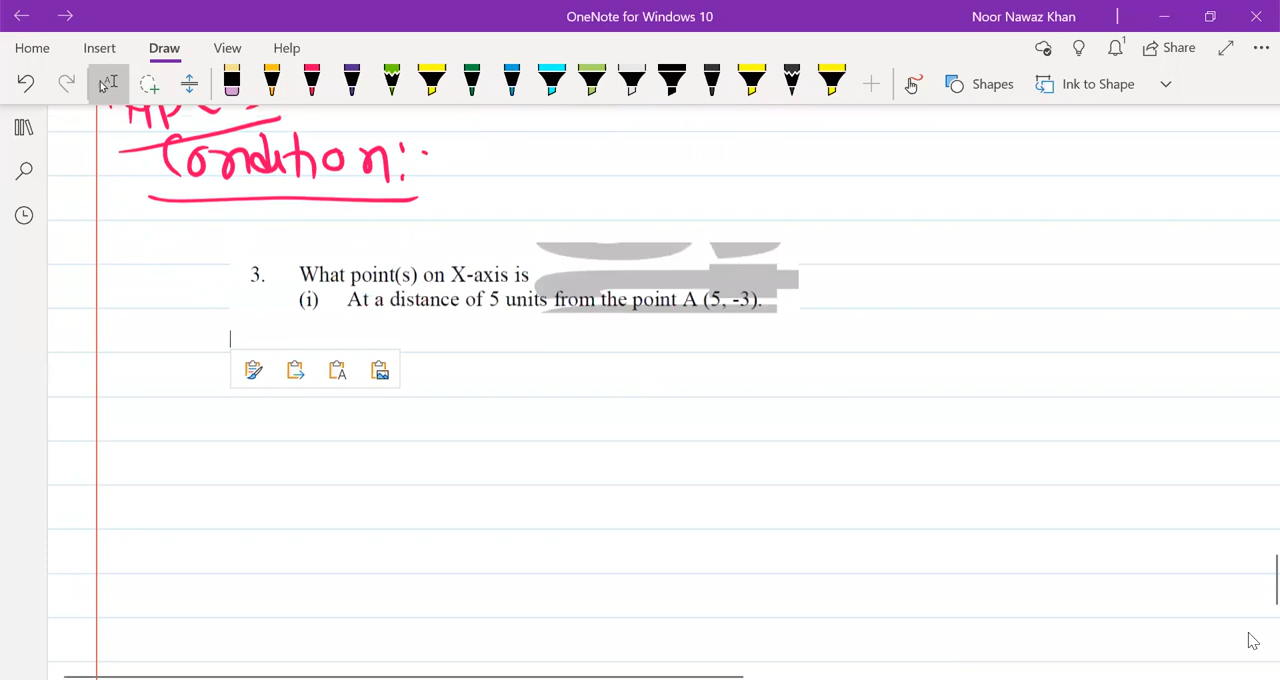 OneNote for Windows 10
Noor Nawaz Khan
Home Insert Draw View Help
1
Share
Shapes
Ink to Shape
Condition:
3. What point(s) on X-axis is
(i) At a distance of 5 units from the point A (5, -3).